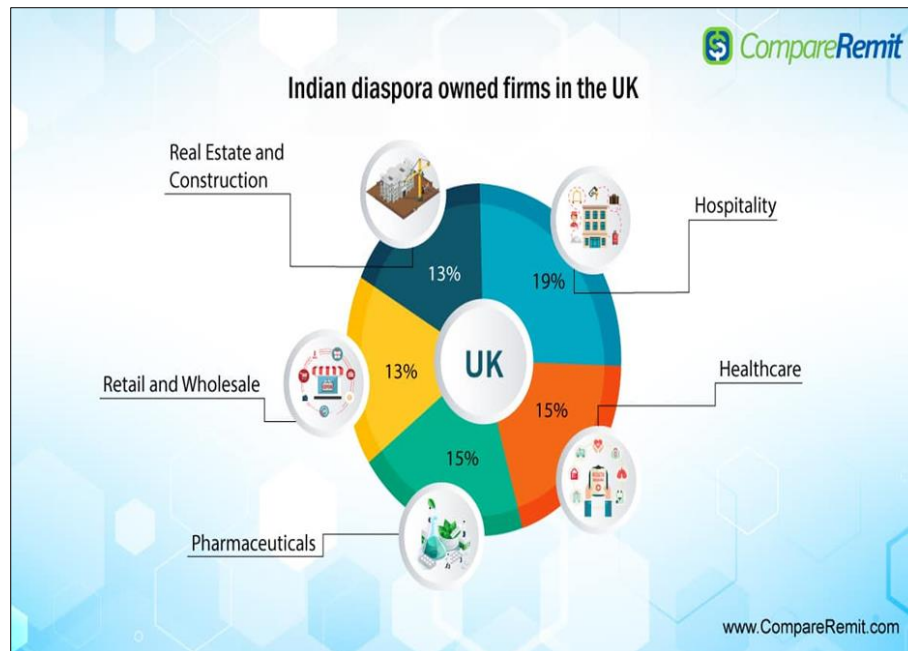 CompareRemit
Indian diaspora owned firms in the UK
Real Estate and
Construction
Hospitality
13%
19%
UK
Retail and Wholesale
13%
Healthcare
15%
15%
Pharmaceuticals
www.CompareRemit.com